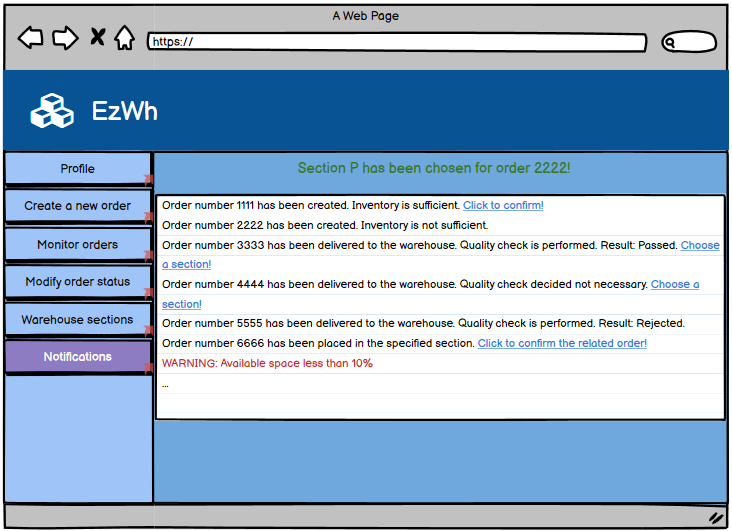 A Web Page
https://
EzWh
Profile
Create a new order
Monitor orders
Modify order status
Warehouse sections
Notifications
Section P has been chosen for order 2222!
Order number 1111 has been created. Inventory is sufficient. Click to confirm!
Order number 2222 has been created. Inventory is not sufficient.
Order number 3333 has been delivered to the warehouse. Quality check is performed. Result: Passed. Choose
a section!
Order number 4444 has been delivered to the warehouse. Quality check decided not necessary. Choose a
section!
Order number 5555 has been delivered to the warehouse. Quality check is performed. Result: Rejected.
Order number 6666 has been placed in the specified section. Click to confirm the related order!
WARNING: Available space less than 10%
...